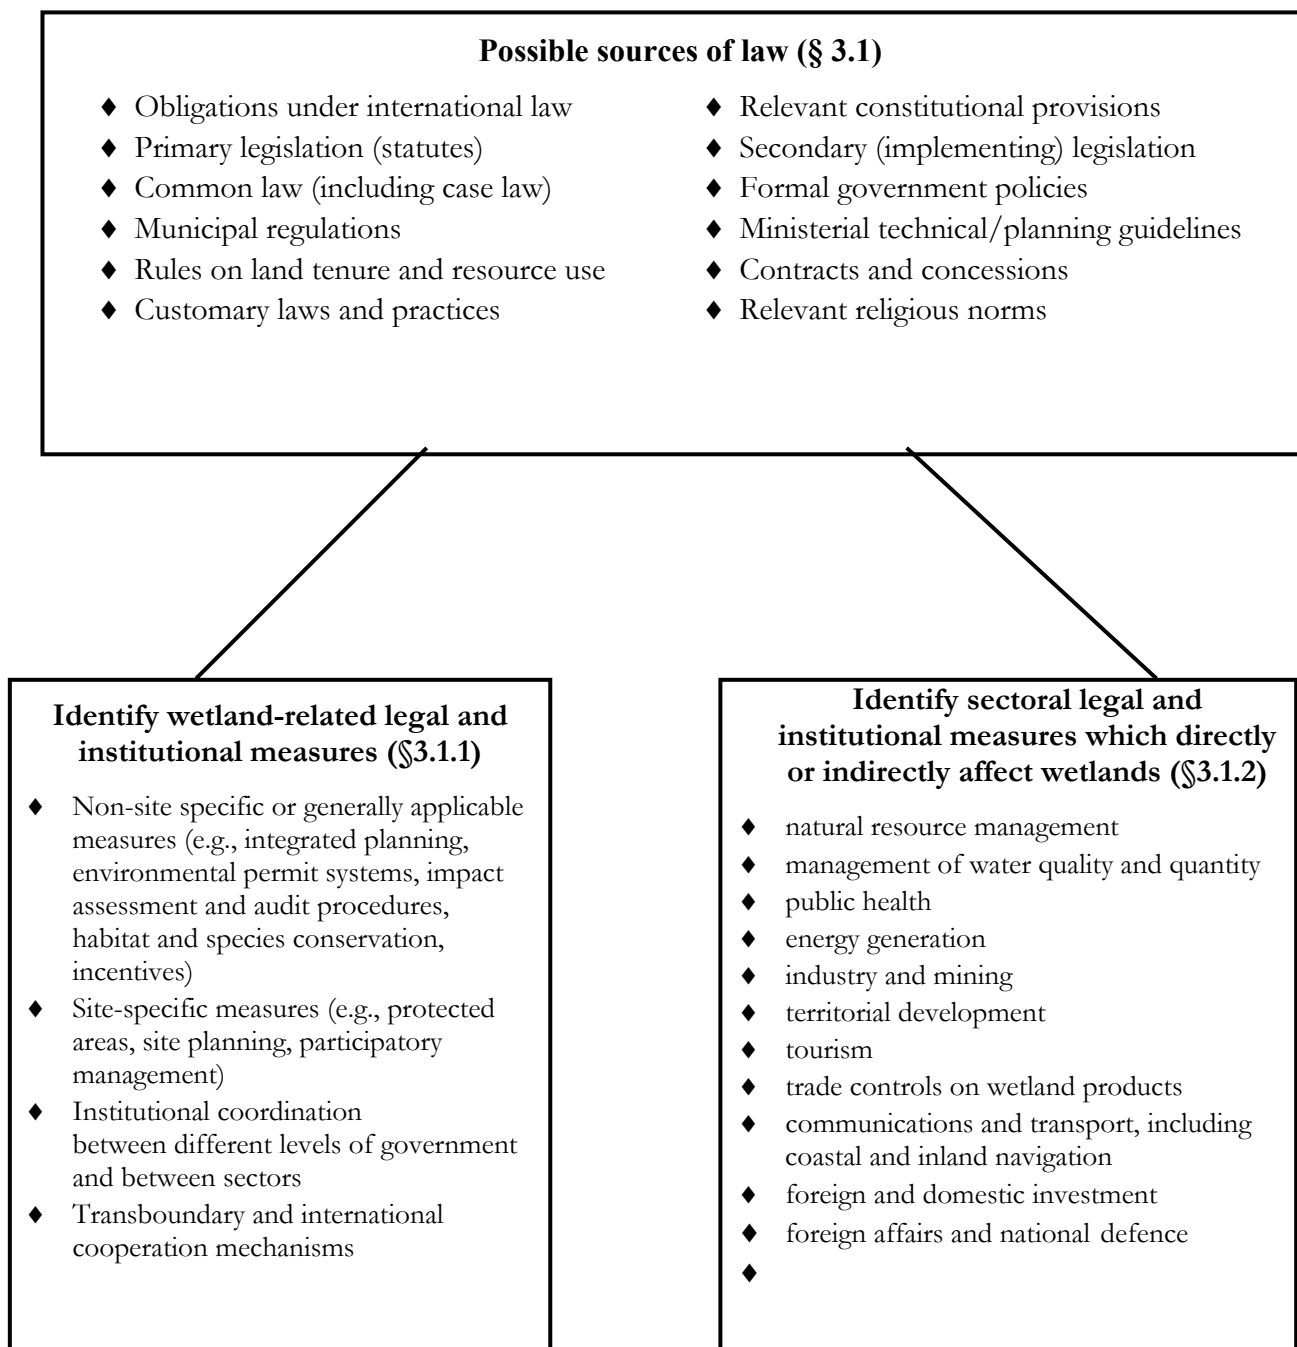 Possible sources of law (§ 3.1)
♦ Obligations under international law
♦ Primary legislation (statutes)
♦ Common law (including case law)
♦ Municipal regulations
♦ Rules on land tenure and resource use
♦ Customary laws and practices
♦ Relevant constitutional provisions
♦ Secondary (implementing) legislation
♦ Formal government policies
♦ Ministerial technical/planning guidelines
♦ Contracts and concessions
♦ Relevant religious norms
Identify wetland-related legal and
institutional measures (§3.1.1)
♦ Non-site specific or generally applicable
measures (e.g., integrated planning,
environmental permit systems, impact
assessment and audit procedures,
habitat and species conservation,
incentives)
♦ Site-specific measures (e.g., protected
areas, site planning, participatory
management)
♦ Institutional coordination
between different levels of government
and between sectors
♦ Transboundary and international
cooperation mechanisms
Identify sectoral legal and
institutional measures which directly
or indirectly affect wetlands (§3.1.2)
♦ natural resource management
♦ management of water quality and quantity
♦ public health
♦ energy generation
♦ industry and mining
♦ territorial development
♦ tourism
♦ trade controls on wetland products
♦ communications and transport, including
coastal and inland navigation
♦ foreign and domestic investment
♦ foreign affairs and national defence
♦